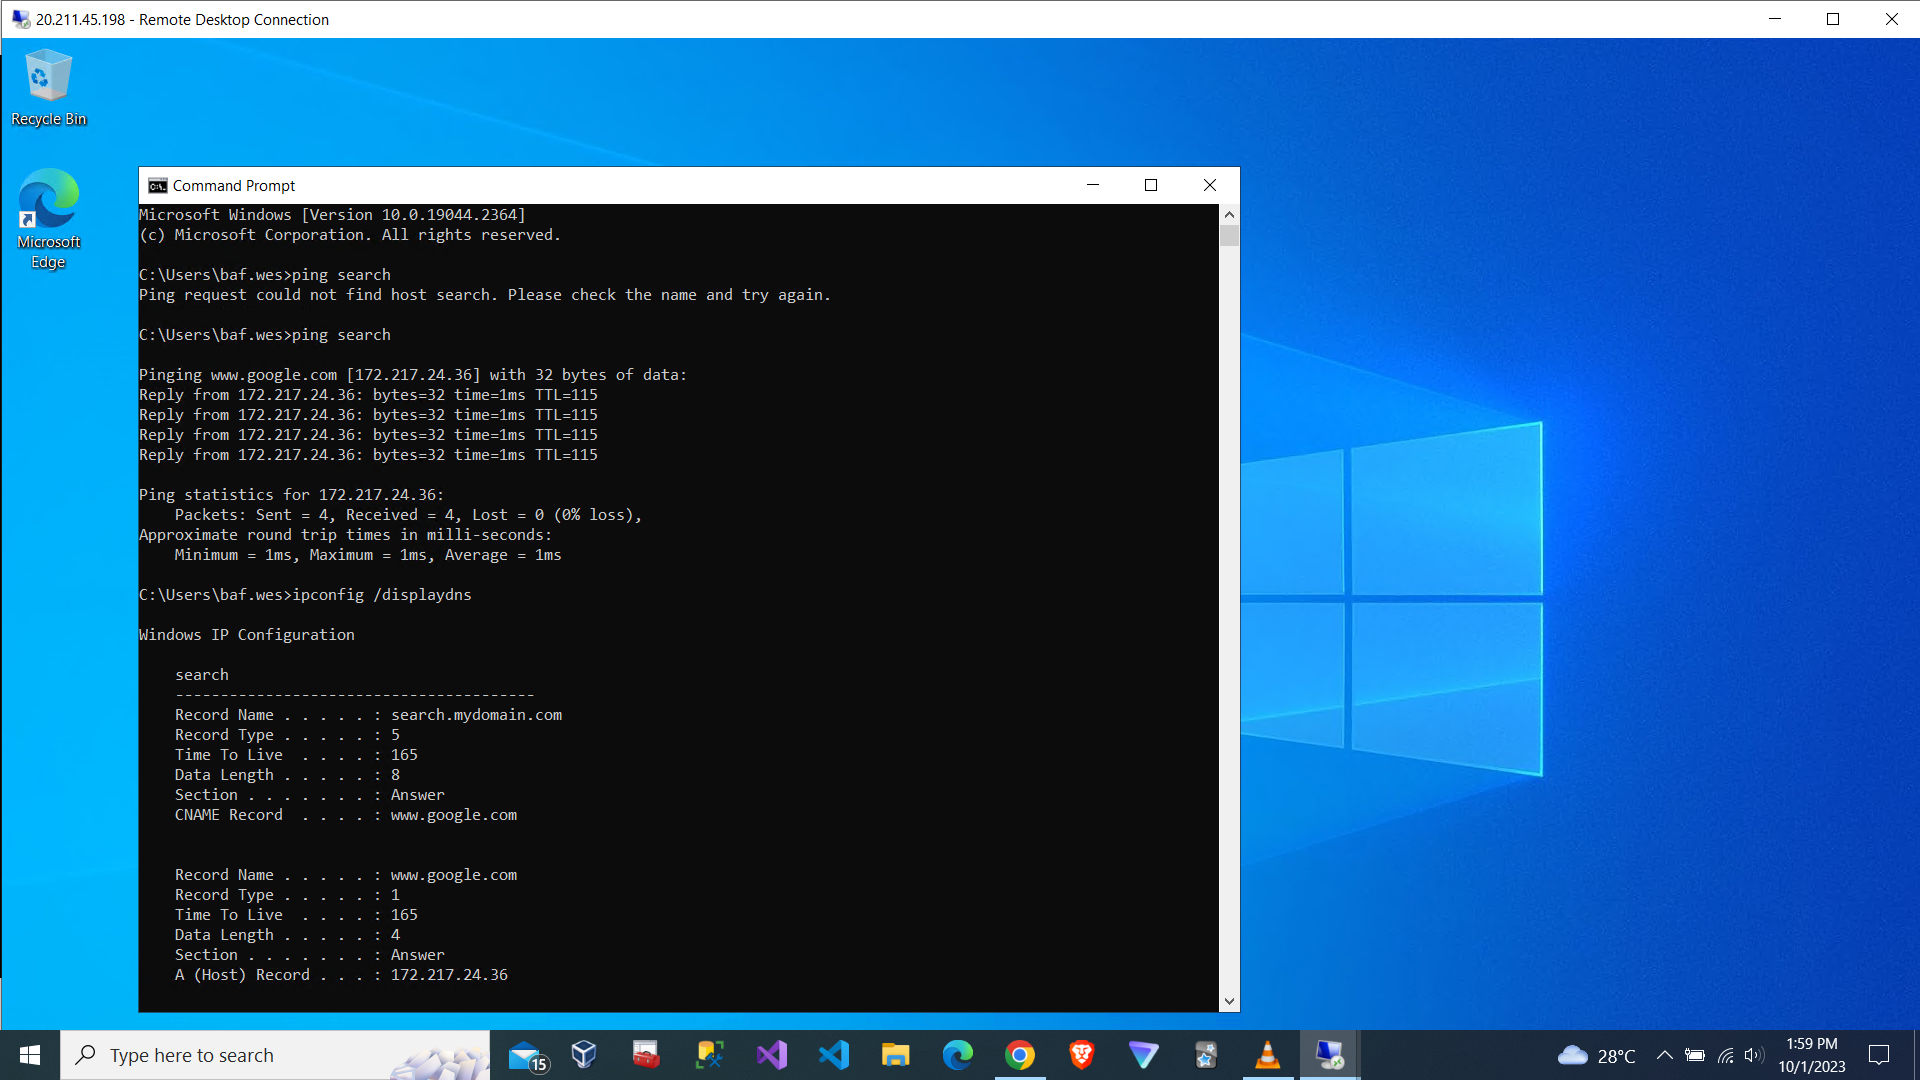 20.211.45.198 - Remote Desktop Connection
Recycle Bin
Microsoft
Edge
Command Prompt
Microsoft Windows [Version 10.0.19044.2364]
(c) Microsoft Corporation. All rights reserved.
C:\Users\baf.wes>ping search
Ping request could not find host search. Please check the name and try again.
C:\Users\baf.wes>ping search
Pinging www.google.com [172.217.24.36] with 32 bytes of data:
Reply from 172.217.24.36: bytes=32 time=1ms TTL=115
Reply from 172.217.24.36: bytes=32 time=1ms TTL=115
Reply from 172.217.24.36: bytes=32 time=1ms TTL=115
Reply from 172.217.24.36: bytes=32 time=1ms TTL=115
Ping statistics for 172.217.24.36:
    Packets: Sent = 4, Received = 4, Lost = 0 (0% loss),
Approximate round trip times in milli-seconds:
    Minimum = 1ms, Maximum = 1ms, Average = 1ms
C:\Users\baf.wes>ipconfig /displaydns
Windows IP Configuration
    search
    ----------------------------------------
    Record Name . . . . . : search.mydomain.com
    Record Type . . . . . : 5
    Time To Live  . . . . : 165
    Data Length . . . . . : 8
    Section . . . . . . . : Answer
    CNAME Record  . . . . : www.google.com
    Record Name . . . . . : www.google.com
    Record Type . . . . . : 1
    Time To Live  . . . . : 165
    Data Length . . . . . : 4
    Section . . . . . . . : Answer
    A (Host) Record . . . : 172.217.24.36
Type here to search
15
28°C
1:59 PM
10/1/2023